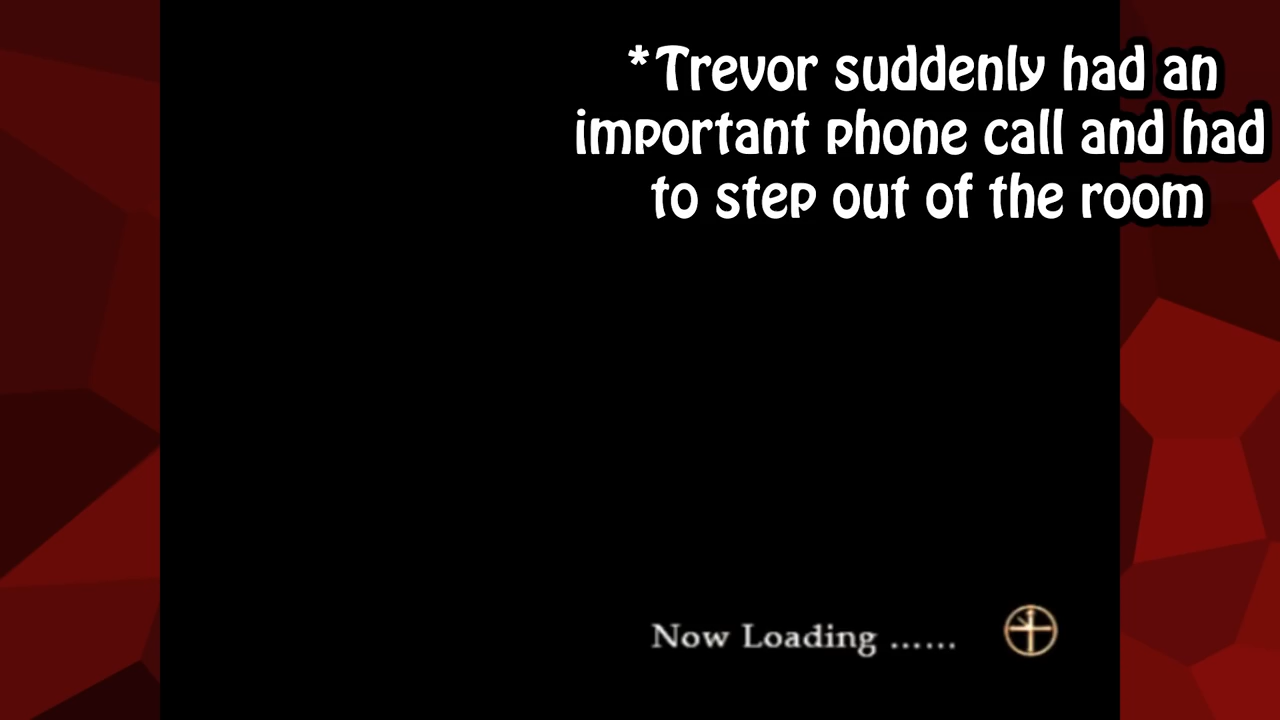 *Trevor suddenly had an
important phone call and had
to step out of the room
Now Loading ......